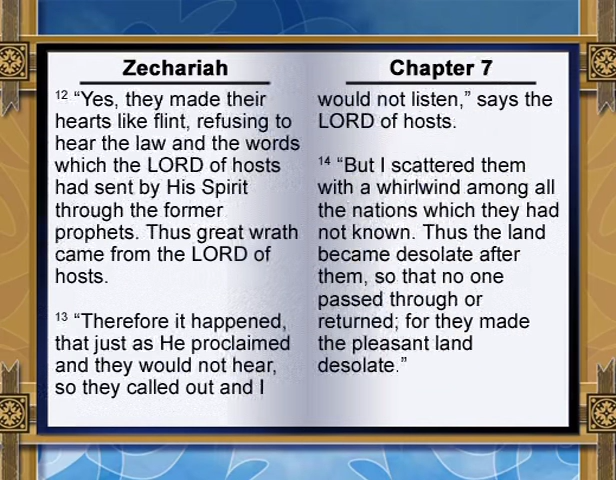 Zechariah
12 “Yes, they made their
hearts like flint, refusing to
hear the law and the words
which the LORD of hosts
had sent by His Spirit
through the former
prophets. Thus great wrath
came from the LORD of
hosts.
13 “Therefore it happened,
that just as He proclaimed
and they would not hear,
so they called out and I
Chapter 7
would not listen,” says the
LORD of hosts.
14 “But I scattered them
with a whirlwind among all
the nations which they had
not known. Thus the land
became desolate after
them, so that no one
passed through or
returned; for they made
the pleasant land
desolate.”